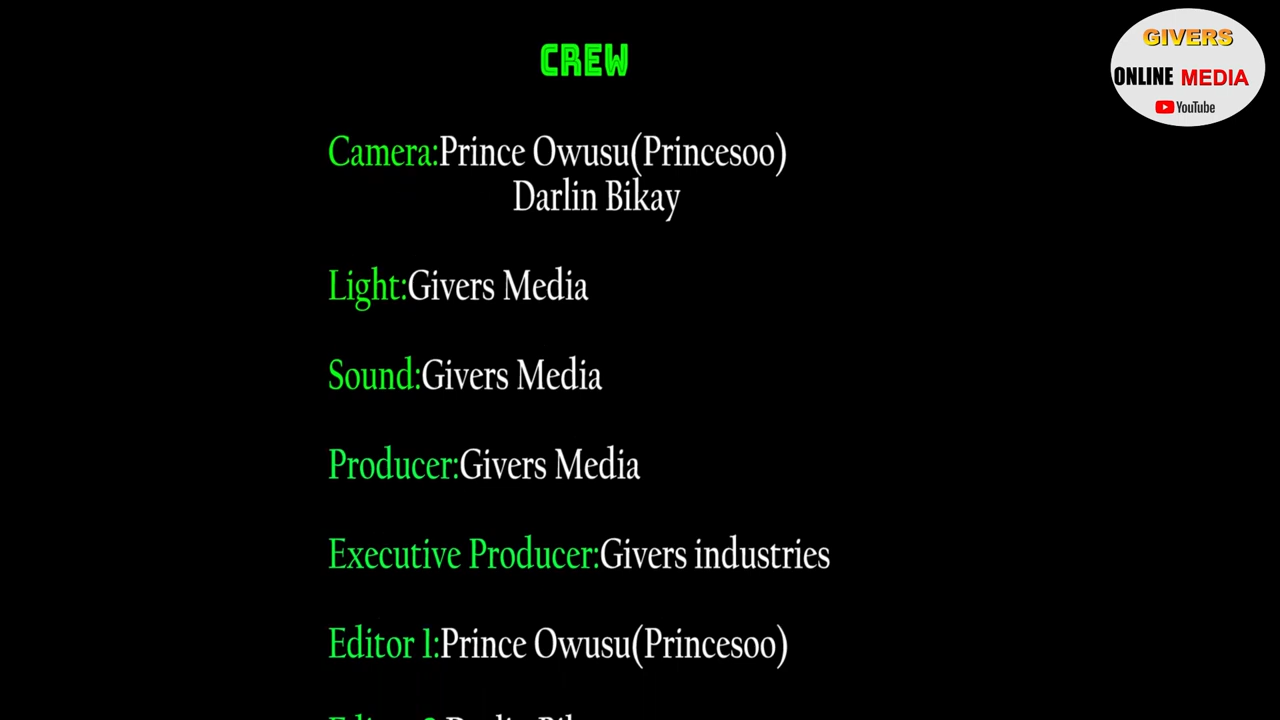 CREW
GIVERS
ONLINE MEDIA
YouTube
Camera:Prince Owusu(Princesoo)
Darlin Bikay
Light:Givers Media
Sound:Givers Media
Producer:Givers Media
Executive Producer:Givers industries
Editor 1:Prince Owusu(Princesoo)